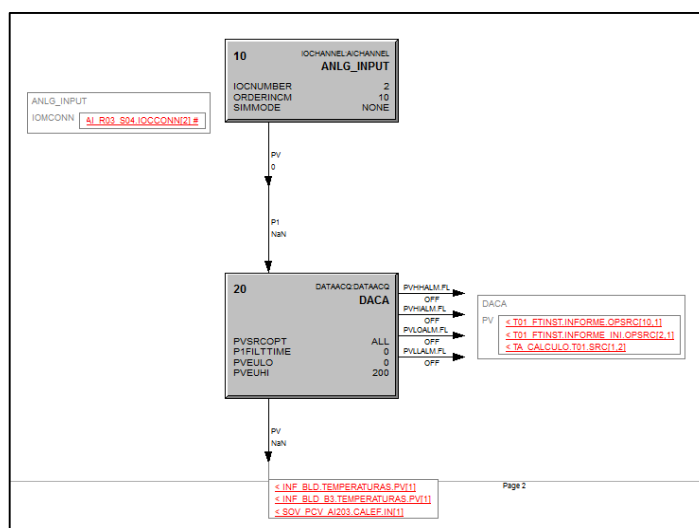 10
IOCHANNEL:AICHANNEL
ANLG_INPUT
IOCNUMBER 2
ORDERINCM 10
SIMMODE NONE
ANLG_INPUT
IOMCONN AI_R03_S04.IOCCONN[2] #
PV
0
P1
NaN
20
DATAACQ:DATAACQ
DACA
PVSRCOPT ALL
P1FILTTIME 0
PVEULO 0
PVEUHI 200
PVHHALM.FL
OFF
PVHIALM.FL
OFF
PVLOALM.FL
OFF
PVLLALM.FL
OFF
DACA
PV < T01_FTINST.INFORME.OPSRC[10,1]
< T01_FTINST.INFORME_INI.OPSRC[2,1]
< TA_CALCULO.T01.SRC[1,2]
PV
NaN
< INF_BLD.TEMPERATURAS.PV[1]
< INF_BLD_B3.TEMPERATURAS.PV[1]
< SOV_PCV_AI203.CALEF.IN[1]
Page 2